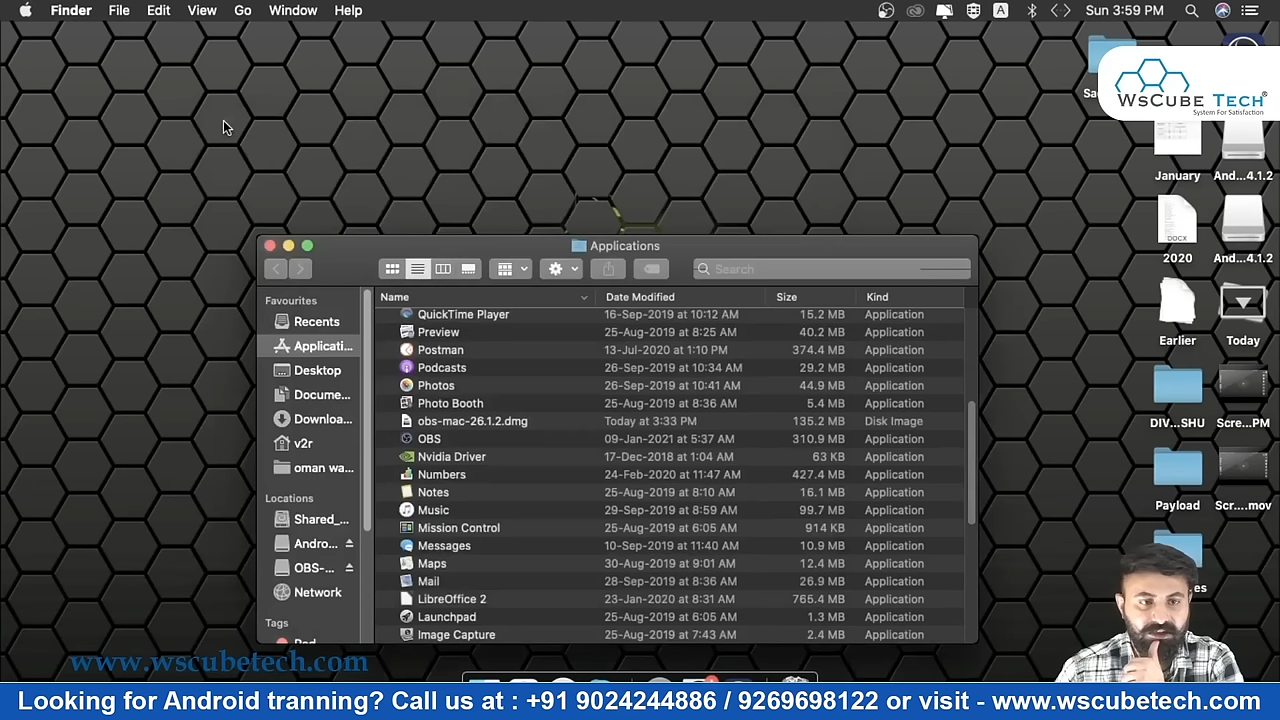 Finder File Edit View Go Window Help A Sun 3:59 PM
WsCube Tech®
System For Satisfaction
January And...4.1.2
DOCX
2020 And...4.1.2
Earlier Today
DIV...SHU Scre...PM
Payload Scr....mov
Applications
Search
Favourites
Recents
Applicati...
Desktop
Docume...
Downloa...
v2r
oman wa...
Locations
Shared_...
Andro...
OBS-...
Network
Tags
Name Date Modified Size Kind
QuickTime Player 16-Sep-2019 at 10:12 AM 15.2 MB Application
Preview 25-Aug-2019 at 8:25 AM 40.2 MB Application
Postman 13-Jul-2020 at 1:10 PM 374.4 MB Application
Podcasts 26-Sep-2019 at 10:34 AM 29.2 MB Application
Photos 26-Sep-2019 at 10:41 AM 44.9 MB Application
Photo Booth 25-Aug-2019 at 8:36 AM 5.4 MB Application
obs-mac-26.1.2.dmg Today at 3:33 PM 135.2 MB Disk Image
OBS 09-Jan-2021 at 5:37 AM 310.9 MB Application
Nvidia Driver 17-Dec-2018 at 1:04 AM 63 KB Application
Numbers 24-Feb-2020 at 11:47 AM 427.4 MB Application
Notes 25-Aug-2019 at 8:10 AM 16.1 MB Application
Music 29-Sep-2019 at 8:59 AM 99.7 MB Application
Mission Control 25-Aug-2019 at 6:05 AM 914 KB Application
Messages 10-Sep-2019 at 11:40 AM 10.9 MB Application
Maps 30-Aug-2019 at 9:01 AM 12.4 MB Application
Mail 28-Sep-2019 at 8:36 AM 26.9 MB Application
LibreOffice 2 23-Jan-2020 at 8:31 AM 765.4 MB Application
Launchpad 25-Aug-2019 at 6:05 AM 1.3 MB Application
Image Capture 25-Aug-2019 at 7:43 AM 2.4 MB Application
www.wscubetech.com
Looking for Android tranning? Call us at : +91 9024244886 / 9269698122 or visit - www.wscubetech.com